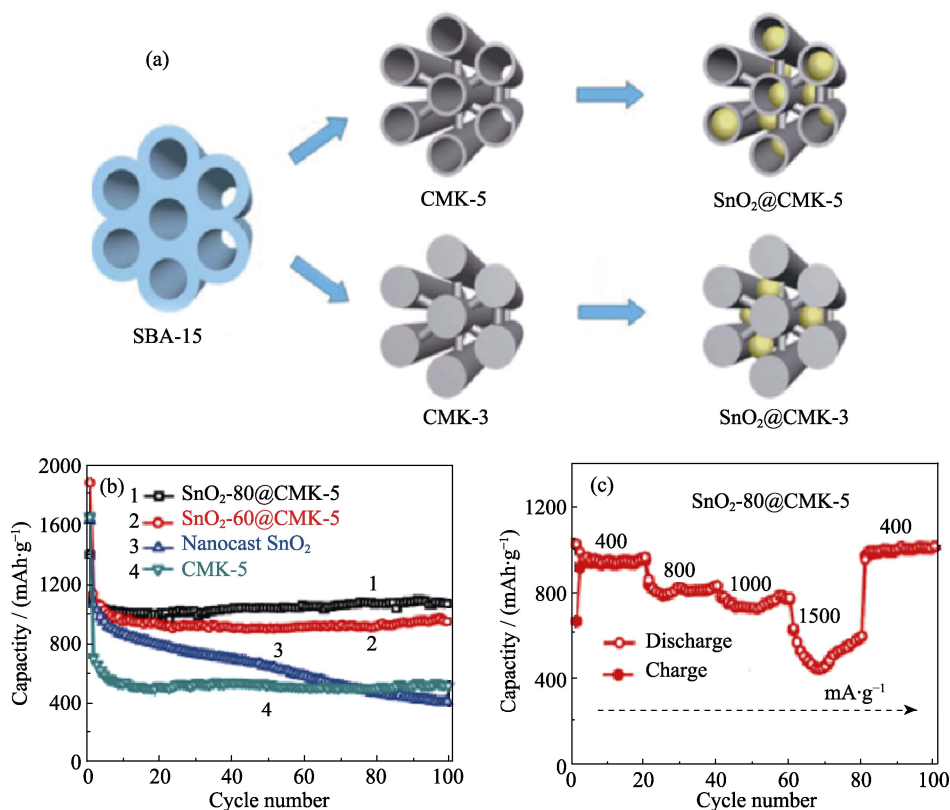 (a)
CMK-5
SnO₂@CMK-5
SBA-15
CMK-3
SnO₂@CMK-3
(b)
1 SnO₂-80@CMK-5
2 SnO₂-60@CMK-5
3 Nanocast SnO₂
4 CMK-5
1
2
3
4
2000
1600
1200
800
400
0
0 20 40 60 80 100
Capactity / (mAh·g⁻¹)
Cycle number
(c)
SnO₂-80@CMK-5
400
800
1000
1500
400
Discharge
Charge
mA·g⁻¹
1200
800
400
0
0 20 40 60 80 100
Capactity / (mAh·g⁻¹)
Cycle number